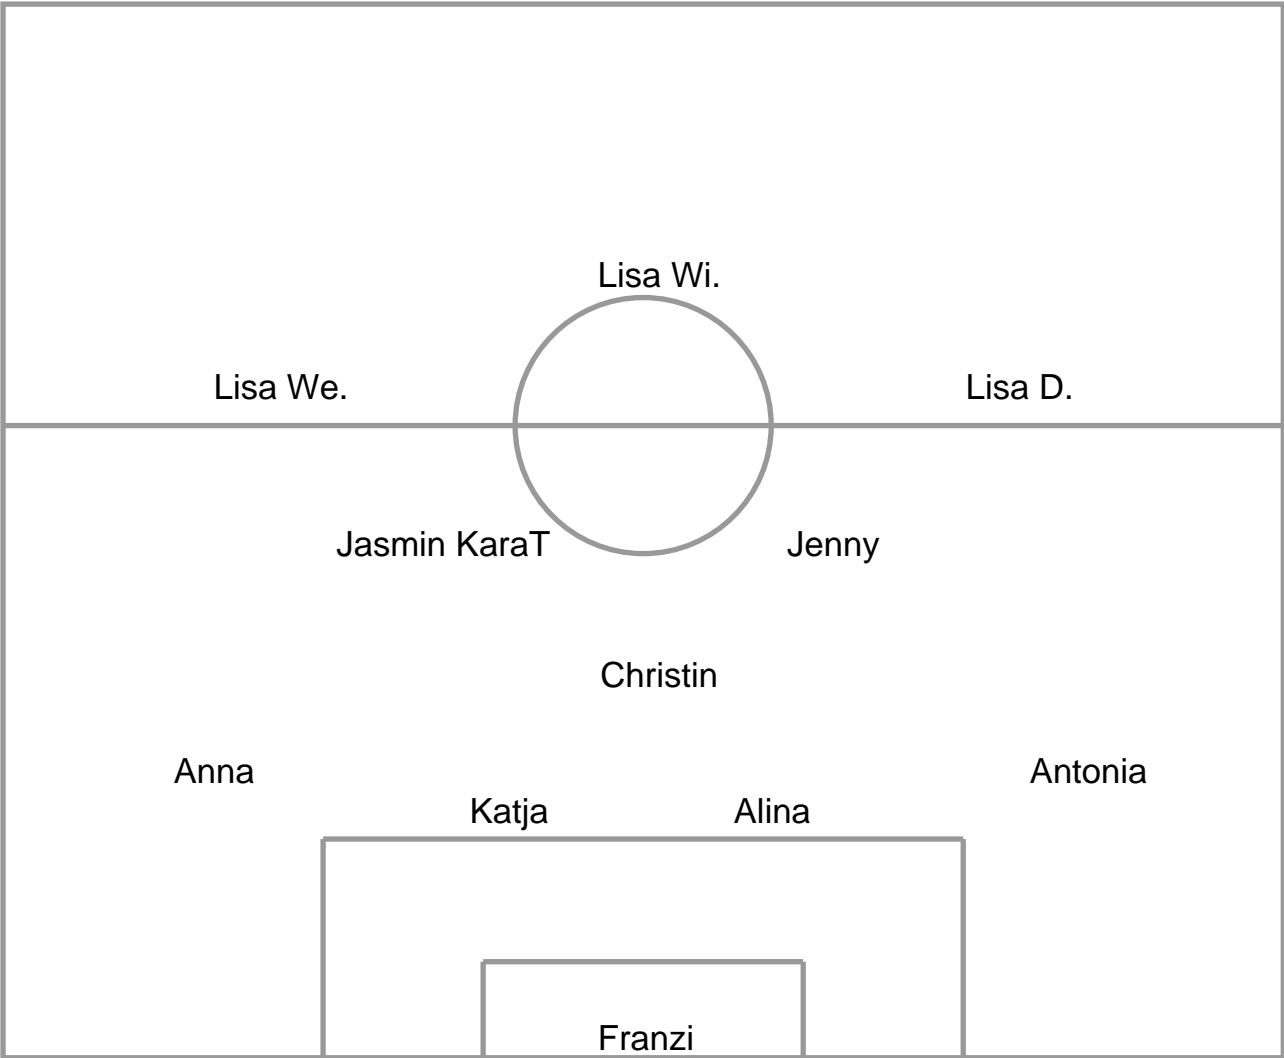 Lisa Wi.
Lisa We.
Lisa D.
Jasmin KaraT
Jenny
Christin
Anna
Antonia
Katja
Alina
Franzi